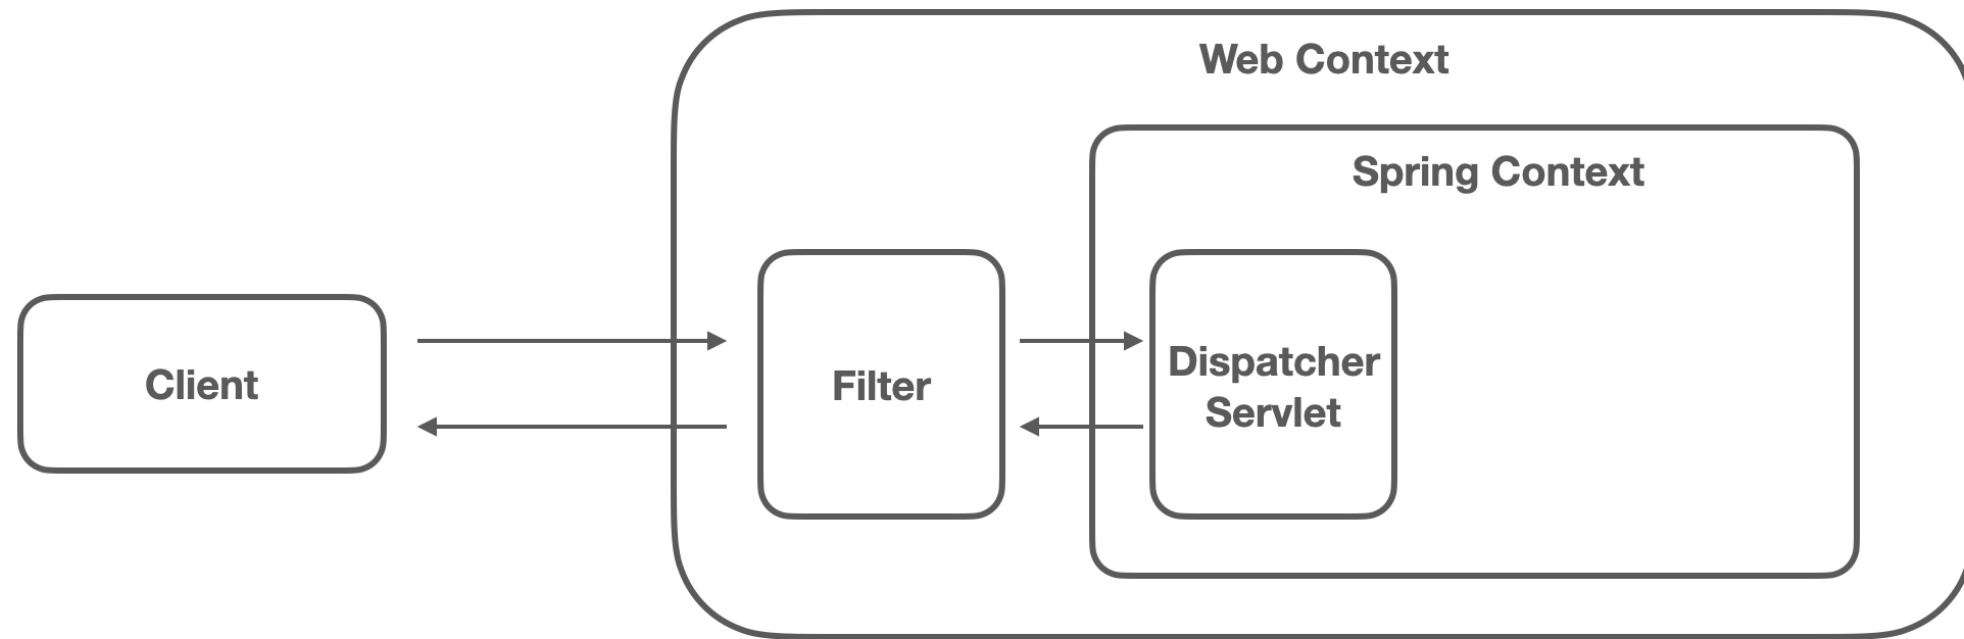 Web Context
Spring Context
Client
Filter
Dispatcher
Servlet